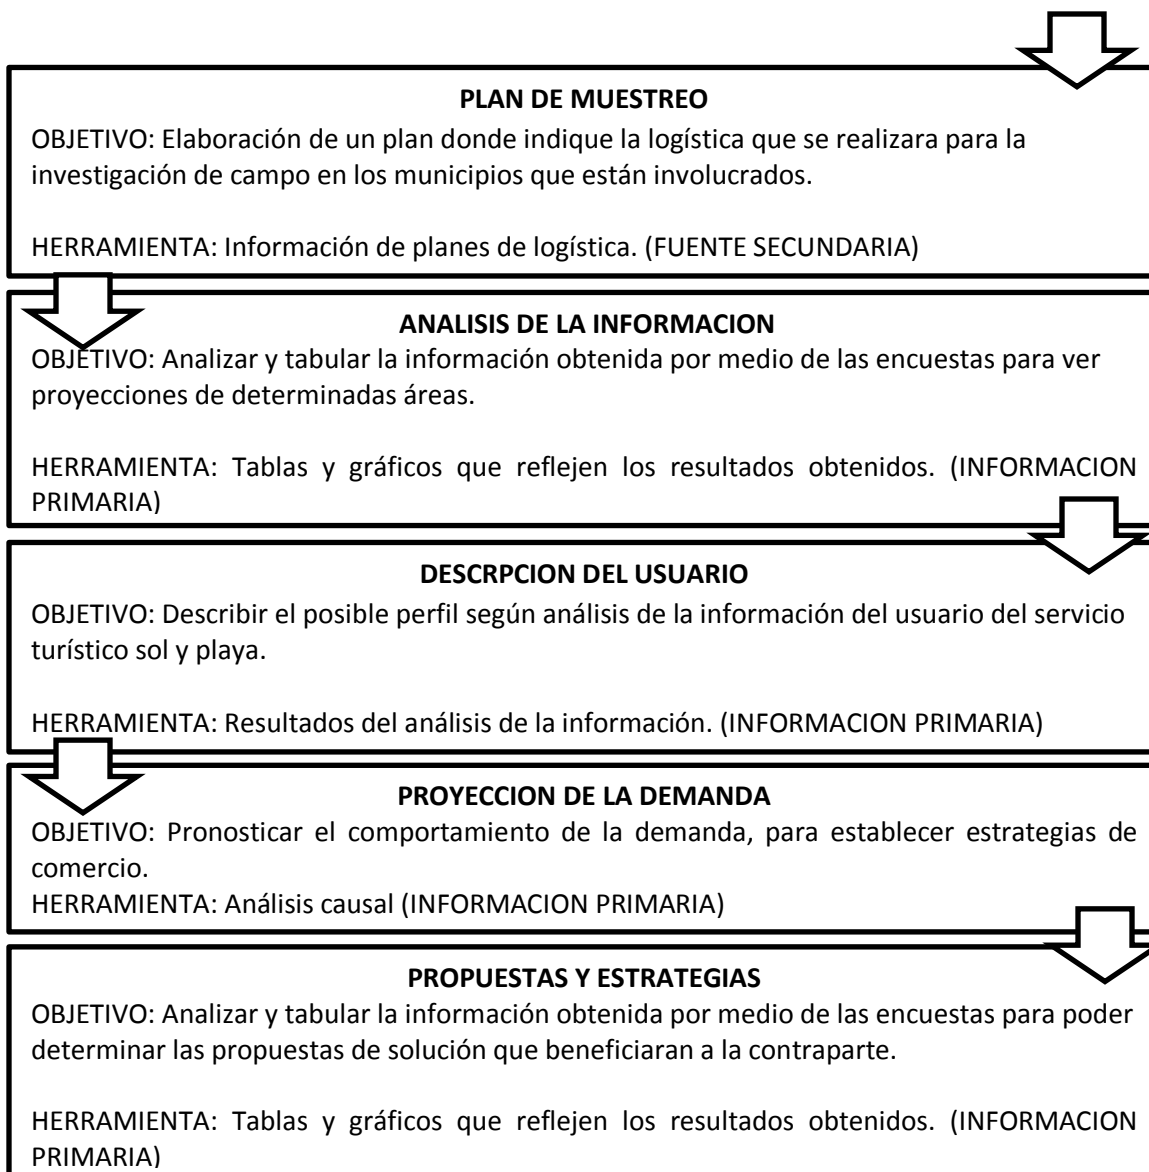 PLAN DE MUESTREO
OBJETIVO: Elaboración de un plan donde indique la logística que se realizara para la
investigación de campo en los municipios que están involucrados.
HERRAMIENTA: Información de planes de logística. (FUENTE SECUNDARIA)
ANALISIS DE LA INFORMACION
OBJETIVO: Analizar y tabular la información obtenida por medio de las encuestas para ver
proyecciones de determinadas áreas.
HERRAMIENTA: Tablas y gráficos que reflejen los resultados obtenidos. (INFORMACION
PRIMARIA)
DESCRPCION DEL USUARIO
OBJETIVO: Describir el posible perfil según análisis de la información del usuario del servicio
turístico sol y playa.
HERRAMIENTA: Resultados del análisis de la información. (INFORMACION PRIMARIA)
PROYECCION DE LA DEMANDA
OBJETIVO: Pronosticar el comportamiento de la demanda, para establecer estrategias de
comercio.
HERRAMIENTA: Análisis causal (INFORMACION PRIMARIA)
PROPUESTAS Y ESTRATEGIAS
OBJETIVO: Analizar y tabular la información obtenida por medio de las encuestas para poder
determinar las propuestas de solución que beneficiaran a la contraparte.
HERRAMIENTA: Tablas y gráficos que reflejen los resultados obtenidos. (INFORMACION
PRIMARIA)